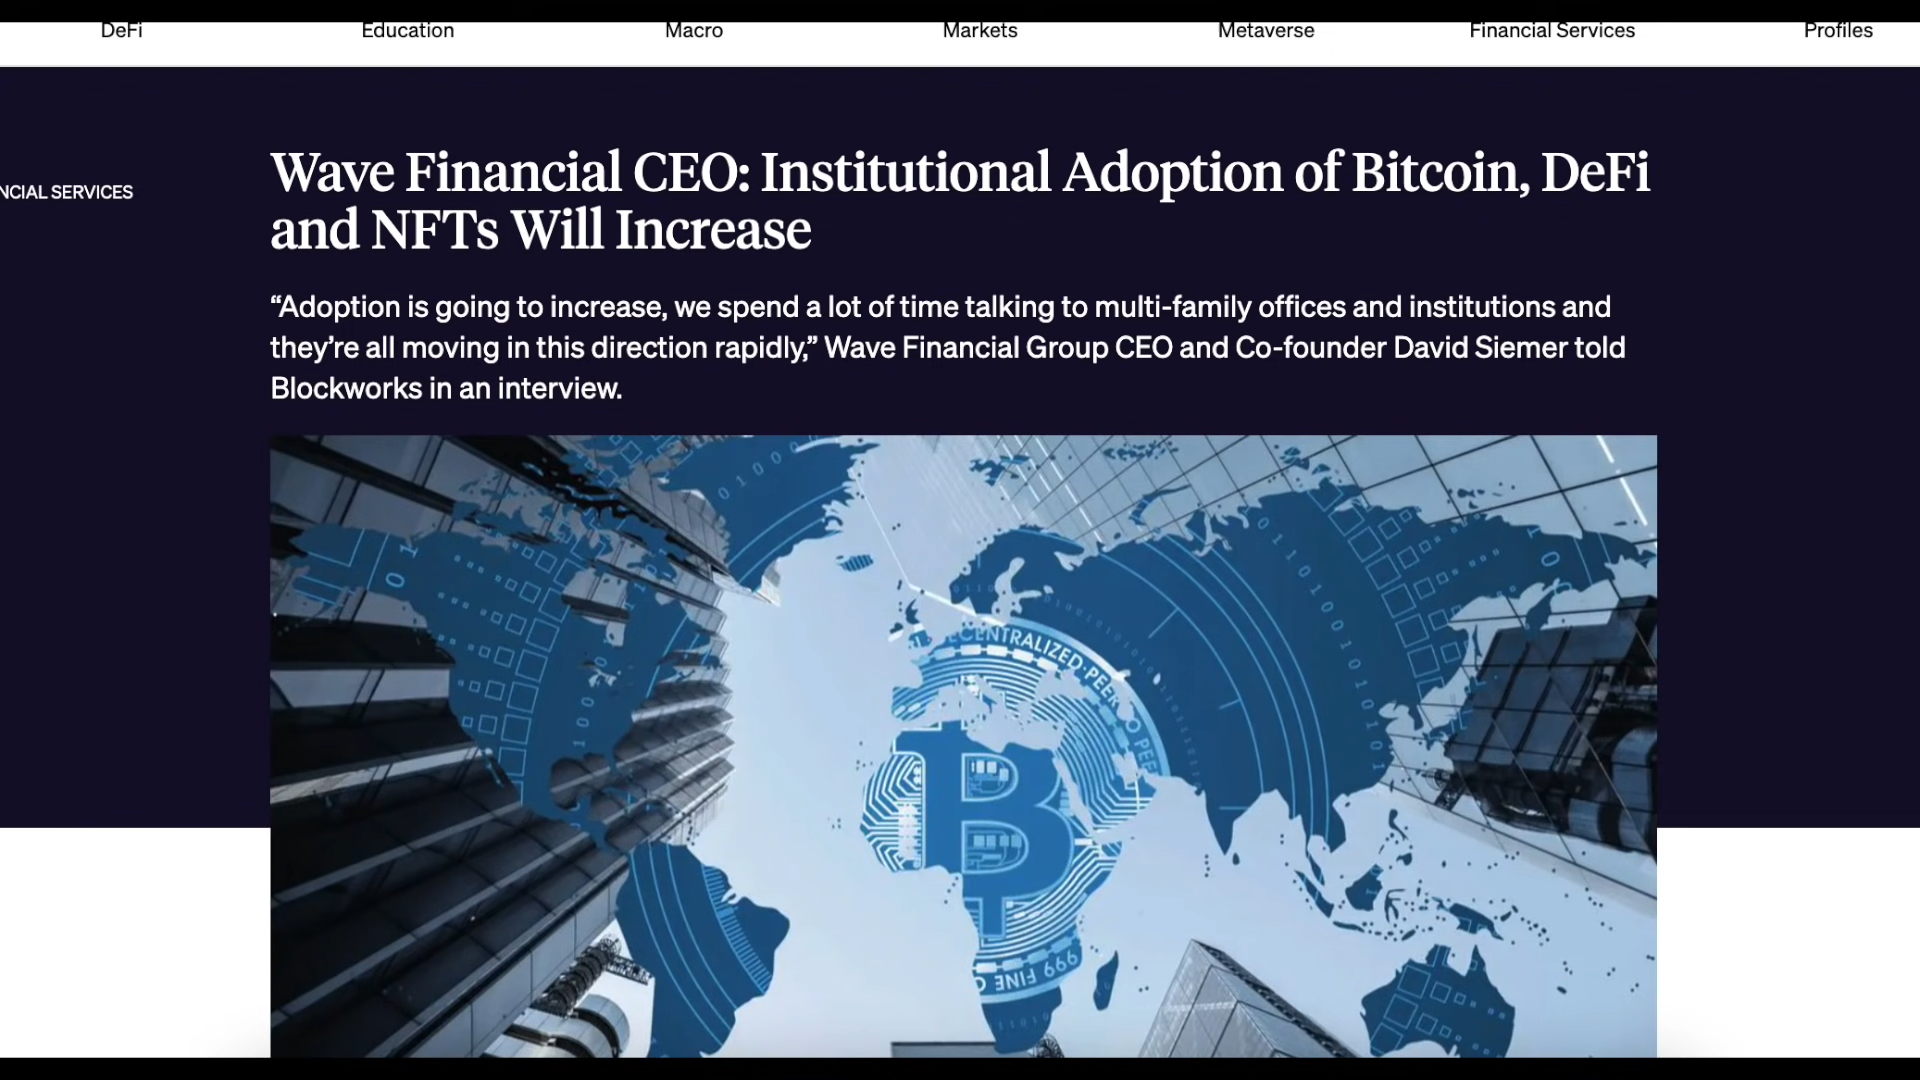 DeFi Education Macro Markets Metaverse Financial Services Profiles
NCIAL SERVICES
Wave Financial CEO: Institutional Adoption of Bitcoin, DeFi
and NFTs Will Increase
“Adoption is going to increase, we spend a lot of time talking to multi-family offices and institutions and
they’re all moving in this direction rapidly,” Wave Financial Group CEO and Co-founder David Siemer told
Blockworks in an interview.
ECENTRALIZED·PEER O PEE
999 FINE C